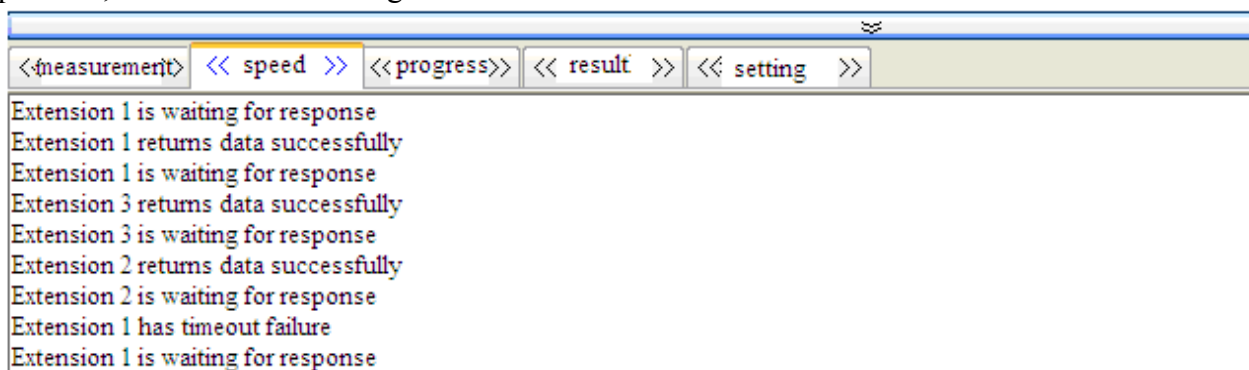 <<measurement>> << speed >> <<progress>> << result >> << setting >>
Extension 1 is waiting for response
Extension 1 returns data successfully
Extension 1 is waiting for response
Extension 3 returns data successfully
Extension 3 is waiting for response
Extension 2 returns data successfully
Extension 2 is waiting for response
Extension 1 has timeout failure
Extension 1 is waiting for response